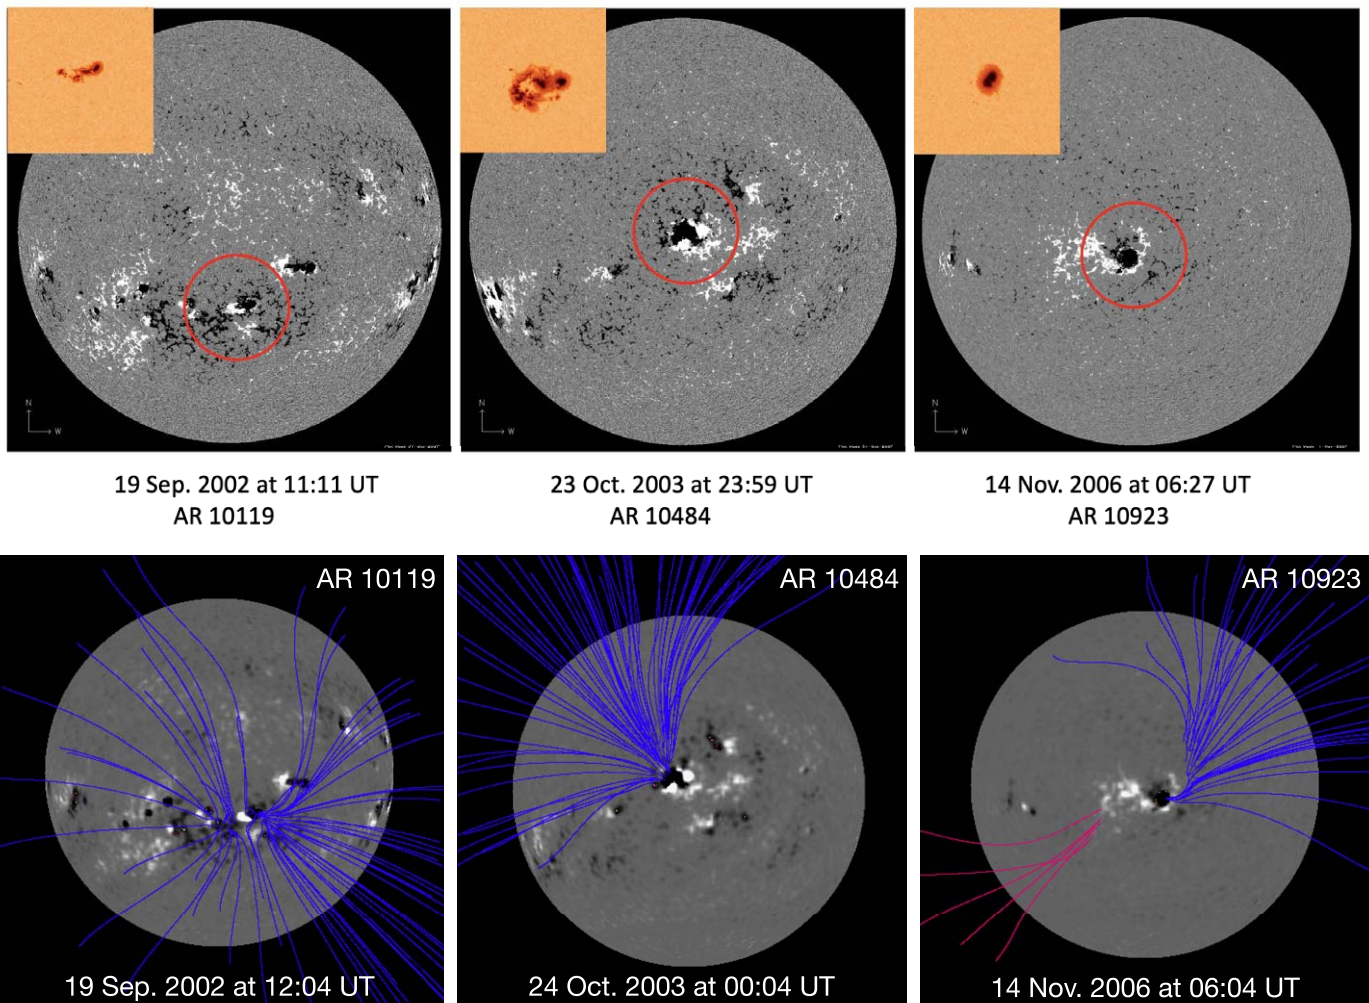 N
W
N
W
N
W
19 Sep. 2002 at 11:11 UT
AR 10119
23 Oct. 2003 at 23:59 UT
AR 10484
14 Nov. 2006 at 06:27 UT
AR 10923
AR 10119
AR 10484
AR 10923
19 Sep. 2002 at 12:04 UT
24 Oct. 2003 at 00:04 UT
14 Nov. 2006 at 06:04 UT